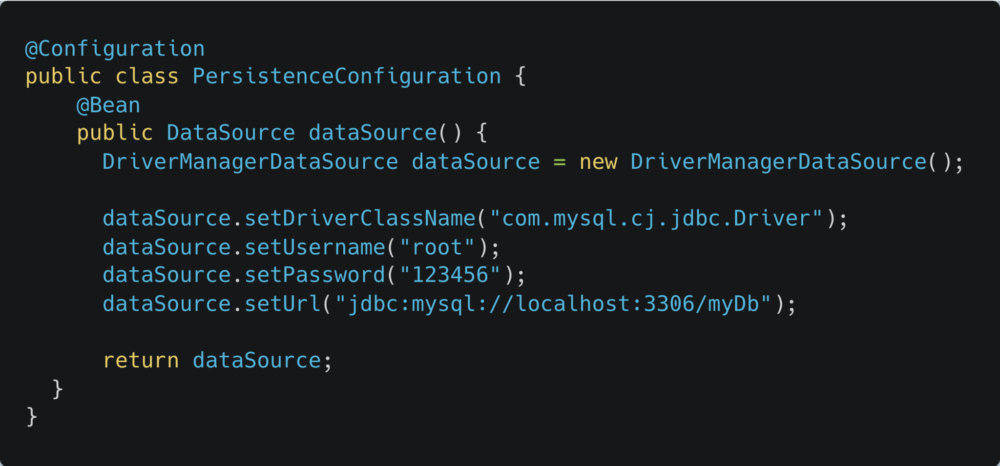 @Configuration
public class PersistenceConfiguration {
    @Bean
    public DataSource dataSource() {
      DriverManagerDataSource dataSource = new DriverManagerDataSource();

      dataSource.setDriverClassName("com.mysql.cj.jdbc.Driver");
      dataSource.setUsername("root");
      dataSource.setPassword("123456");
      dataSource.setUrl("jdbc:mysql://localhost:3306/myDb");

      return dataSource;
  }
}